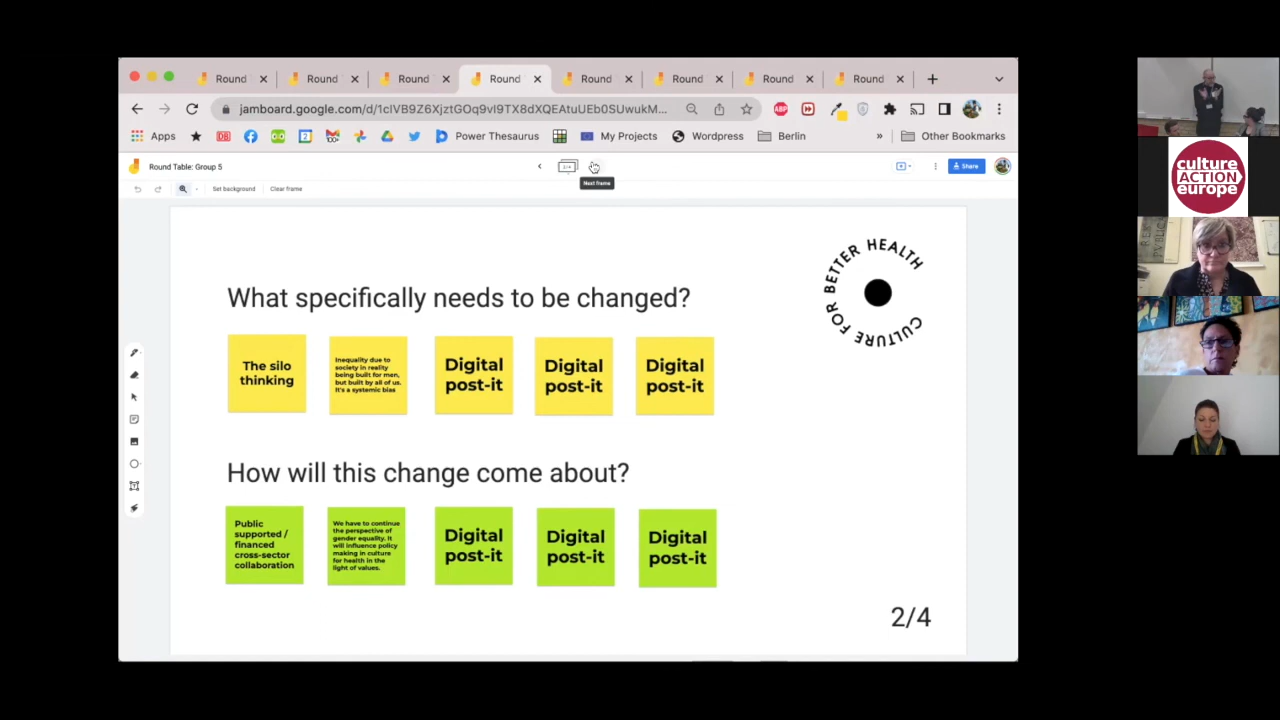 Round
Round
Round
Round
Round
Round
Round
Round
jamboard.google.com/d/1clVB9Z6XjztGOq9vl9TX8dXQEAtuUEb0SUwukM...
ABP
Apps
DB
2
Power Thesaurus
My Projects
Wordpress
Berlin
»
Other Bookmarks
Round Table: Group 5
Share
Next frame
Set background
Clear frame
CULTURE FOR BETTER HEALTH
What specifically needs to be changed?
The silo
thinking
Inequality due to
society in reality
being built for men,
but built by all of us.
It's a systemic bias
Digital
post-it
Digital
post-it
Digital
post-it
How will this change come about?
Public
supported /
financed
cross-sector
collaboration
We have to continue
the perspective of
gender equality. It
will influence policy
making in culture
for health in the
light of values.
Digital
post-it
Digital
post-it
Digital
post-it
2/4
culture
ACTION
europe